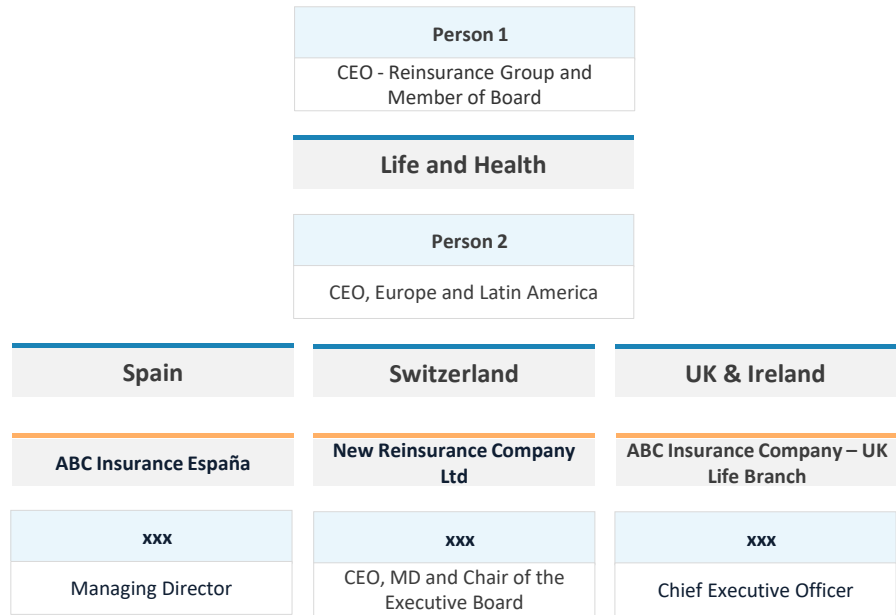 Person 1
CEO - Reinsurance Group and
Member of Board
Life and Health
Person 2
CEO, Europe and Latin America
Spain
Switzerland
UK & Ireland
ABC Insurance España
New Reinsurance Company
Ltd
ABC Insurance Company – UK
Life Branch
xxx
xxx
xxx
Managing Director
CEO, MD and Chair of the
Executive Board
Chief Executive Officer